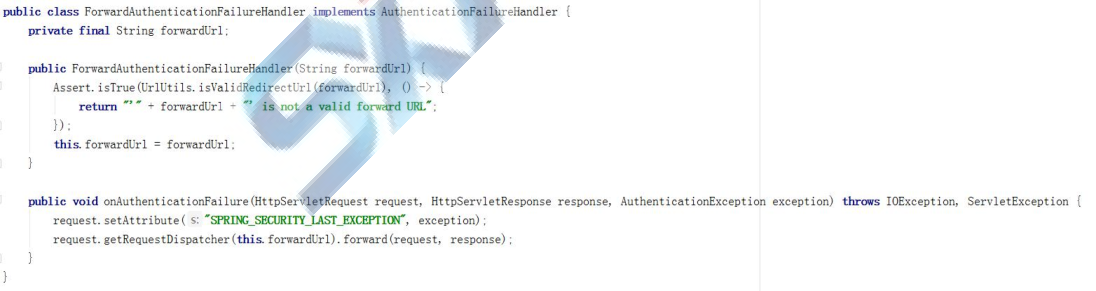 public class ForwardAuthenticationFailureHandler implements AuthenticationFailureHandler {
private final String forwardUrl;
public ForwardAuthenticationFailureHandler(String forwardUrl) {
Assert.isTrue(UrlUtils.isValidRedirectUrl(forwardUrl), () -> {
return "'" + forwardUrl + "' is not a valid forward URL";
});
this.forwardUrl = forwardUrl;
}
public void onAuthenticationFailure(HttpServletRequest request, HttpServletResponse response, AuthenticationException exception) throws IOException, ServletException {
request.setAttribute( s: "SPRING_SECURITY_LAST_EXCEPTION", exception);
request.getRequestDispatcher(this.forwardUrl).forward(request, response);
}
}